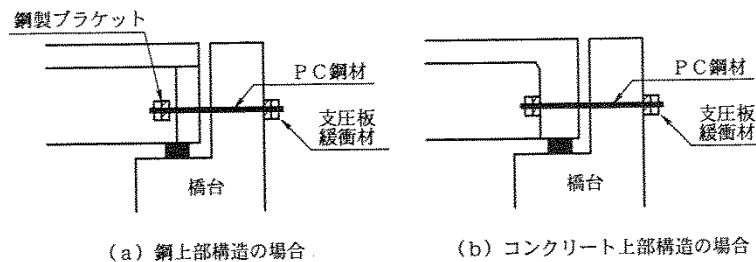 鋼製ブラケット
PC鋼材
支圧板
緩衝材
橋台
(a) 鋼上部構造の場合
PC鋼材
支圧板
緩衝材
橋台
(b) コンクリート上部構造の場合